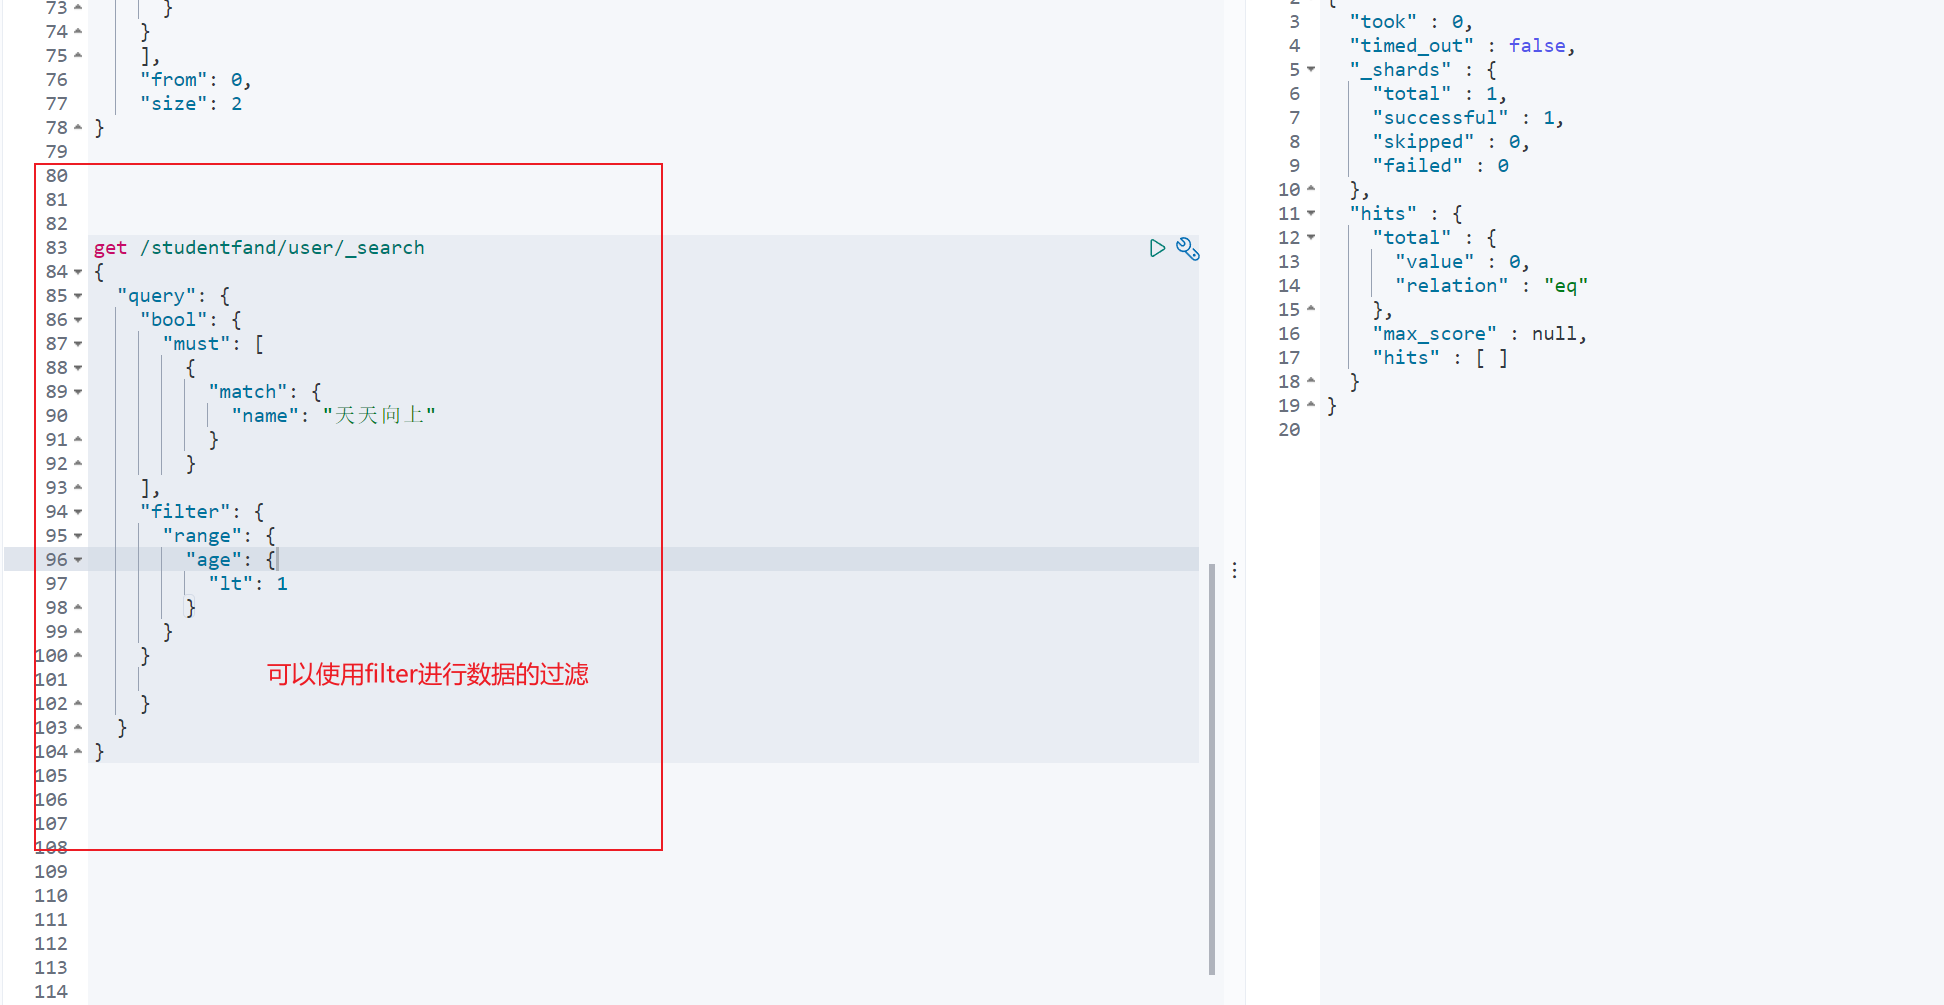 73 }
74 }
75 ],
76 "from": 0,
77 "size": 2
78 }
79
80
81
82
83 get /studentfand/user/_search
84 {
85 "query": {
86 "bool": {
87 "must": [
88 {
89 "match": {
90 "name": "天天向上"
91 }
92 }
93 ],
94 "filter": {
95 "range": {
96 "age": {
97 "lt": 1
98 }
99 }
100 }
101
可以使用filter进行数据的过滤
102 }
103 }
104 }
105
106
107
108
109
110
111
112
113
114
2 {
3 "took" : 0,
4 "timed_out" : false,
5 "_shards" : {
6 "total" : 1,
7 "successful" : 1,
8 "skipped" : 0,
9 "failed" : 0
10 },
11 "hits" : {
12 "total" : {
13 "value" : 0,
14 "relation" : "eq"
15 },
16 "max_score" : null,
17 "hits" : [ ]
18 }
19 }
20